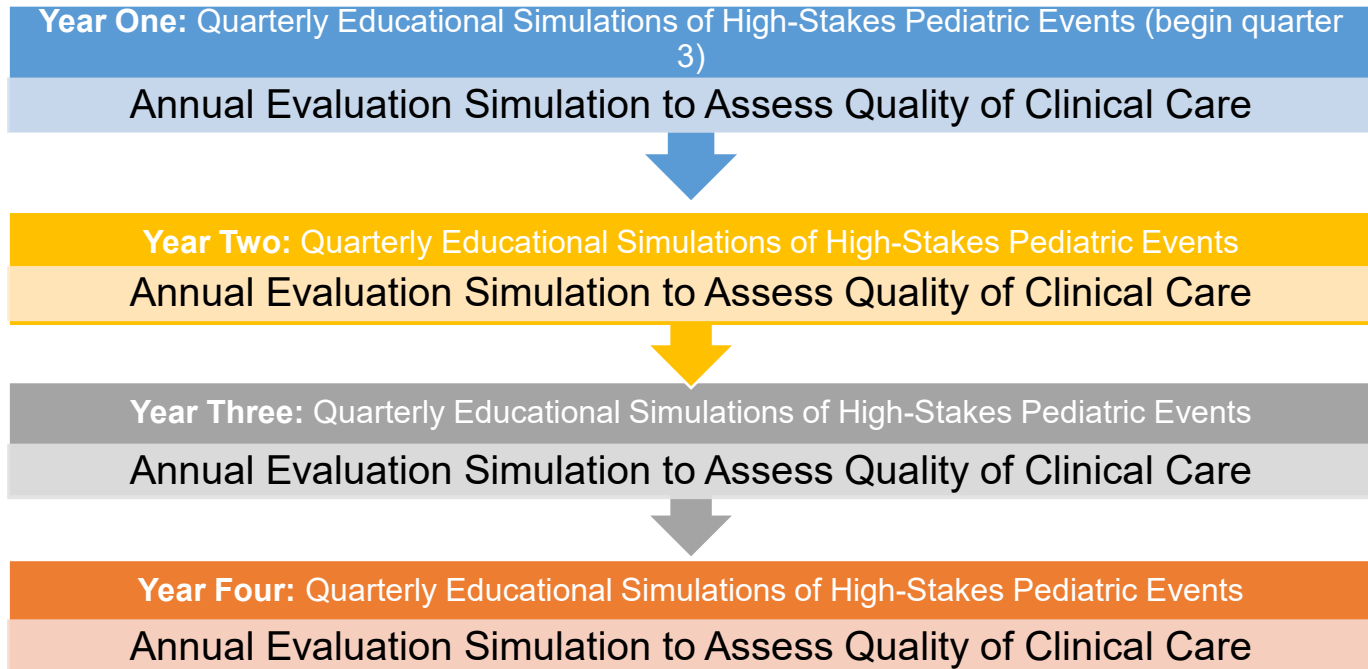 Year One: Quarterly Educational Simulations of High-Stakes Pediatric Events (begin quarter
3)
Annual Evaluation Simulation to Assess Quality of Clinical Care
Year Two: Quarterly Educational Simulations of High-Stakes Pediatric Events
Annual Evaluation Simulation to Assess Quality of Clinical Care
Year Three: Quarterly Educational Simulations of High-Stakes Pediatric Events
Annual Evaluation Simulation to Assess Quality of Clinical Care
Year Four: Quarterly Educational Simulations of High-Stakes Pediatric Events
Annual Evaluation Simulation to Assess Quality of Clinical Care